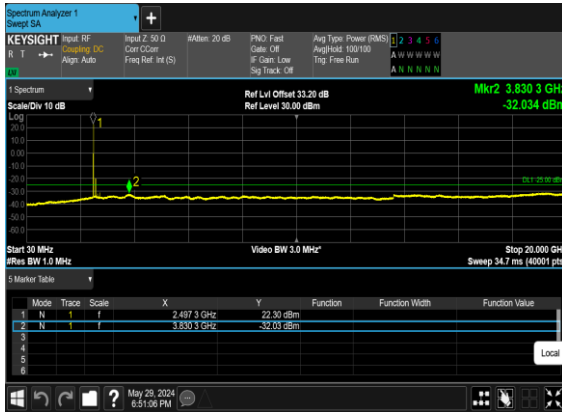 Spectrum Analyzer 1
Swept SA
+
KEYSIGHT Input: RF Input Z: 50 Ω #Atten: 20 dB PNO: Fast Avg Type: Power (RMS) 1 2 3 4 5 6
R T Coupling: DC Corr CCorr Gate: Off Avg|Hold: 100/100 A W W W W W
Align: Auto Freq Ref: Int (S) IF Gain: Low Trig: Free Run
Sig Track: Off A N N N N N
1 Spectrum
Ref Lvl Offset 33.20 dB Mkr2 3.830 3 GHz
Scale/Div 10 dB Ref Level 30.00 dBm -32.034 dBm
Log
1
20.0
10.0
0.00
-10.0
-20.0 2 DL1 -25.00 dBm
-30.0
-40.0
-50.0
-60.0
Start 30 MHz Video BW 3.0 MHz* Stop 20.000 GH
#Res BW 1.0 MHz Sweep 34.7 ms (40001 pts
5 Marker Table
Mode Trace Scale X Y Function Function Width Function Value
1 N 1 f 2.497 3 GHz 22.30 dBm
2 N 1 f 3.830 3 GHz -32.03 dBm
3
4
5
6
Local
? May 29, 2024
6:51:06 PM